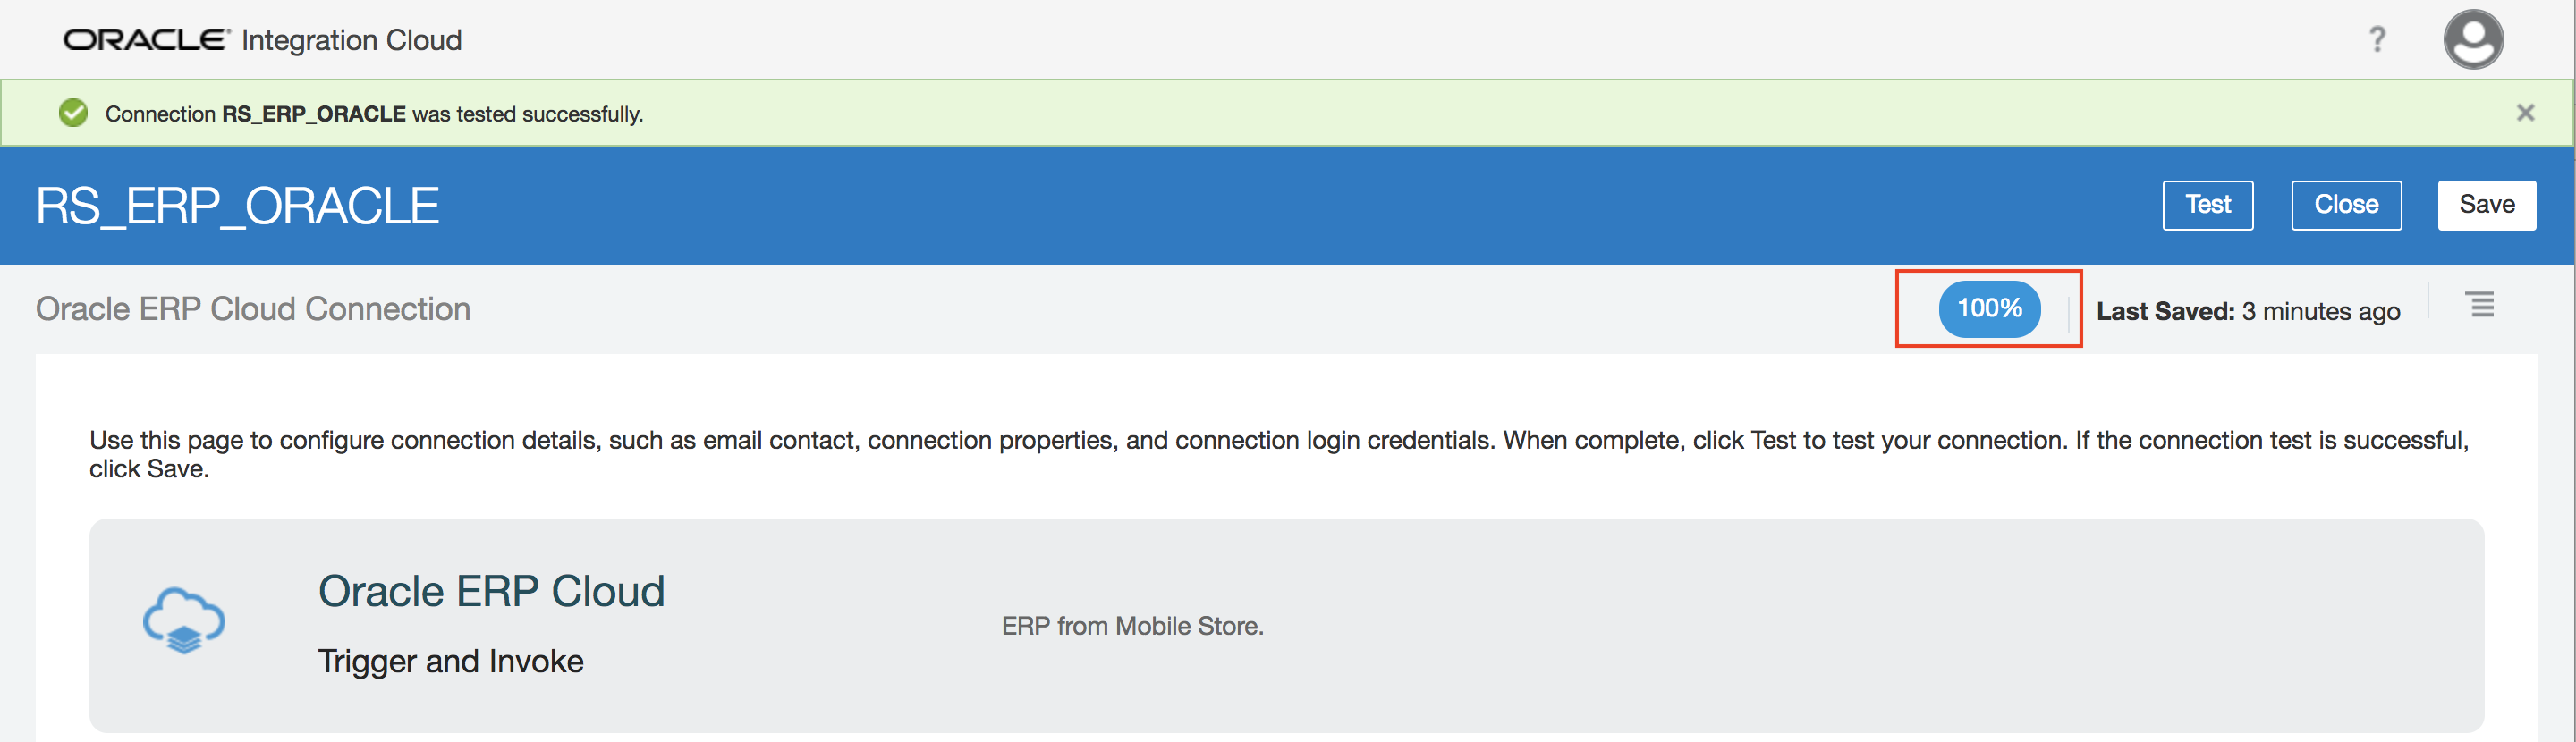 ORACLE® Integration Cloud
?
Connection RS_ERP_ORACLE was tested successfully.
RS_ERP_ORACLE
Test
Close
Save
Oracle ERP Cloud Connection
100%
Last Saved: 3 minutes ago
Use this page to configure connection details, such as email contact, connection properties, and connection login credentials. When complete, click Test to test your connection. If the connection test is successful,
click Save.
Oracle ERP Cloud
ERP from Mobile Store.
Trigger and Invoke